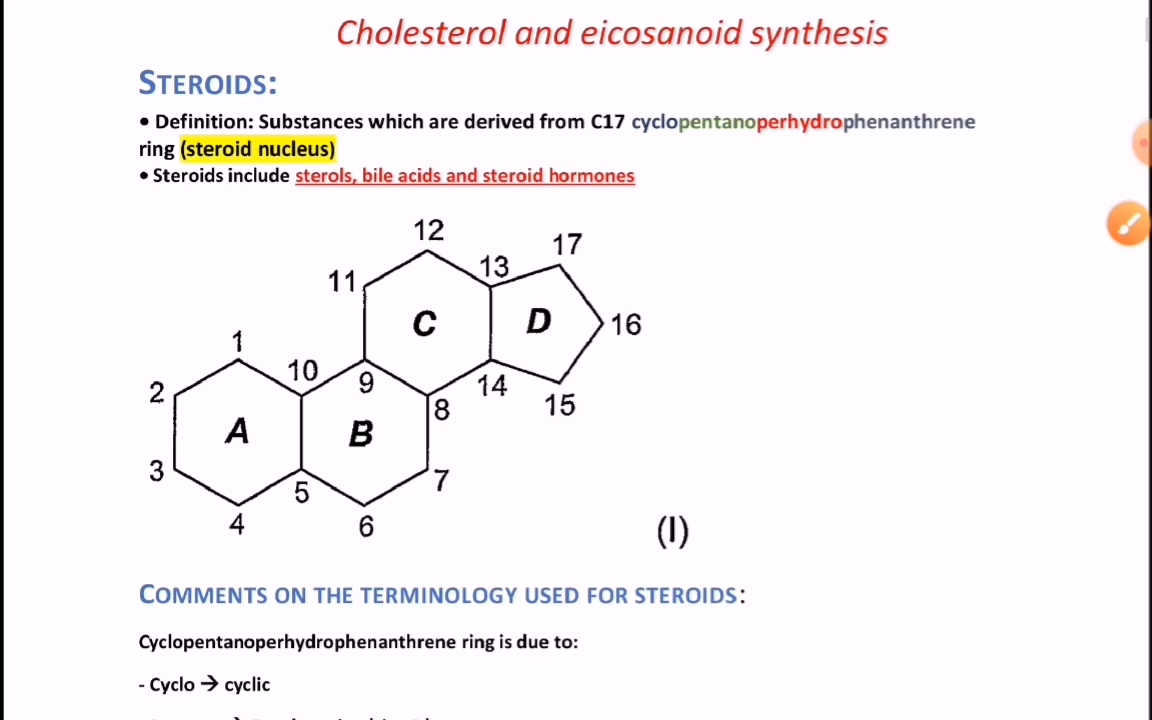 Cholesterol and eicosanoid synthesis
STEROIDS:
• Definition: Substances which are derived from C17 cyclopentanoperhydrophenanthrene
ring (steroid nucleus)
• Steroids include sterols, bile acids and steroid hormones
12
17
13
11
C
D
16
1
10
9
14
2
8
15
A
B
3
7
5
4
6
(I)
COMMENTS ON THE TERMINOLOGY USED FOR STEROIDS:
Cyclopentanoperhydrophenanthrene ring is due to:
- Cyclo → cyclic